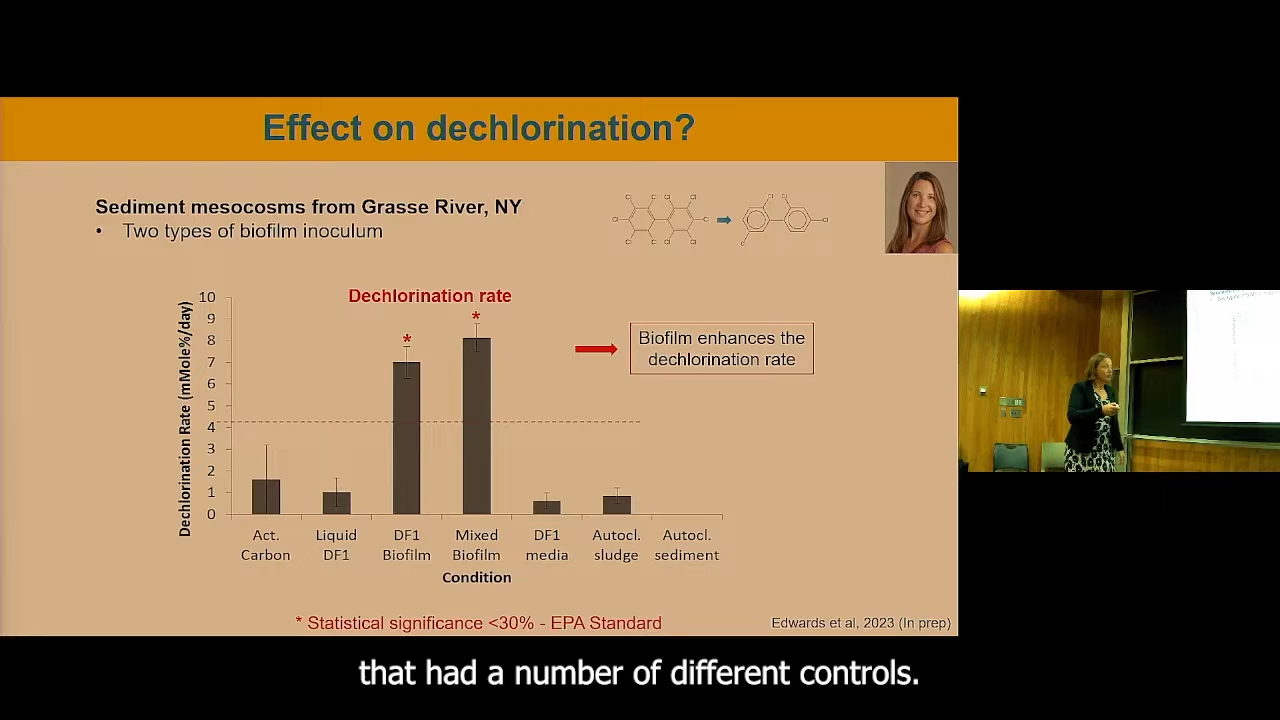 Effect on dechlorination?
Sediment mesocosms from Grasse River, NY
• Two types of biofilm inoculum
Dechlorination rate
Dechlorination Rate (mMole%/day)
10
9
8
7
6
5
4
3
2
1
0
*
*
Biofilm enhances the
dechlorination rate
Act.
Carbon
Liquid
DF1
DF1
Biofilm
Mixed
Biofilm
DF1
media
Autocl.
sludge
Autocl.
sediment
Condition
* Statistical significance <30% - EPA Standard
Edwards et al, 2023 (In prep)
that had a number of different controls.